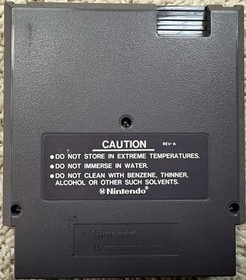 CAUTION REV-A
•DO NOT STORE IN EXTREME TEMPERATURES.
•DO NOT IMMERSE IN WATER.
•DO NOT CLEAN WITH BENZENE, THINNER,
ALCOHOL OR OTHER SUCH SOLVENTS.
Nintendo®
Nintendo